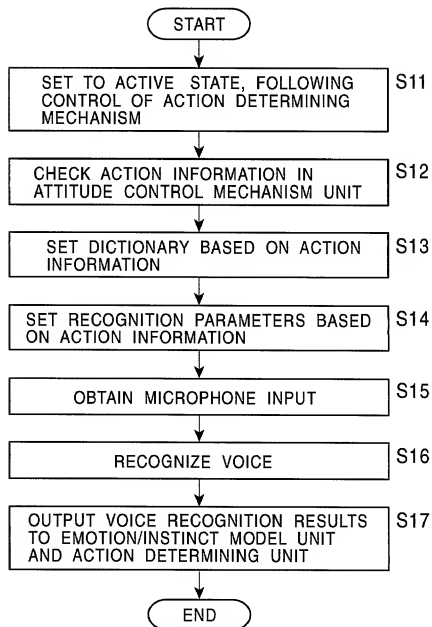 START
SET TO ACTIVE STATE, FOLLOWING
CONTROL OF ACTION DETERMINING
MECHANISM
S11
CHECK ACTION INFORMATION IN
ATTITUDE CONTROL MECHANISM UNIT
S12
SET DICTIONARY BASED ON ACTION
INFORMATION
S13
SET RECOGNITION PARAMETERS BASED
ON ACTION INFORMATION
S14
OBTAIN MICROPHONE INPUT
S15
RECOGNIZE VOICE
S16
OUTPUT VOICE RECOGNITION RESULTS
TO EMOTION/INSTINCT MODEL UNIT
AND ACTION DETERMINING UNIT
S17
END